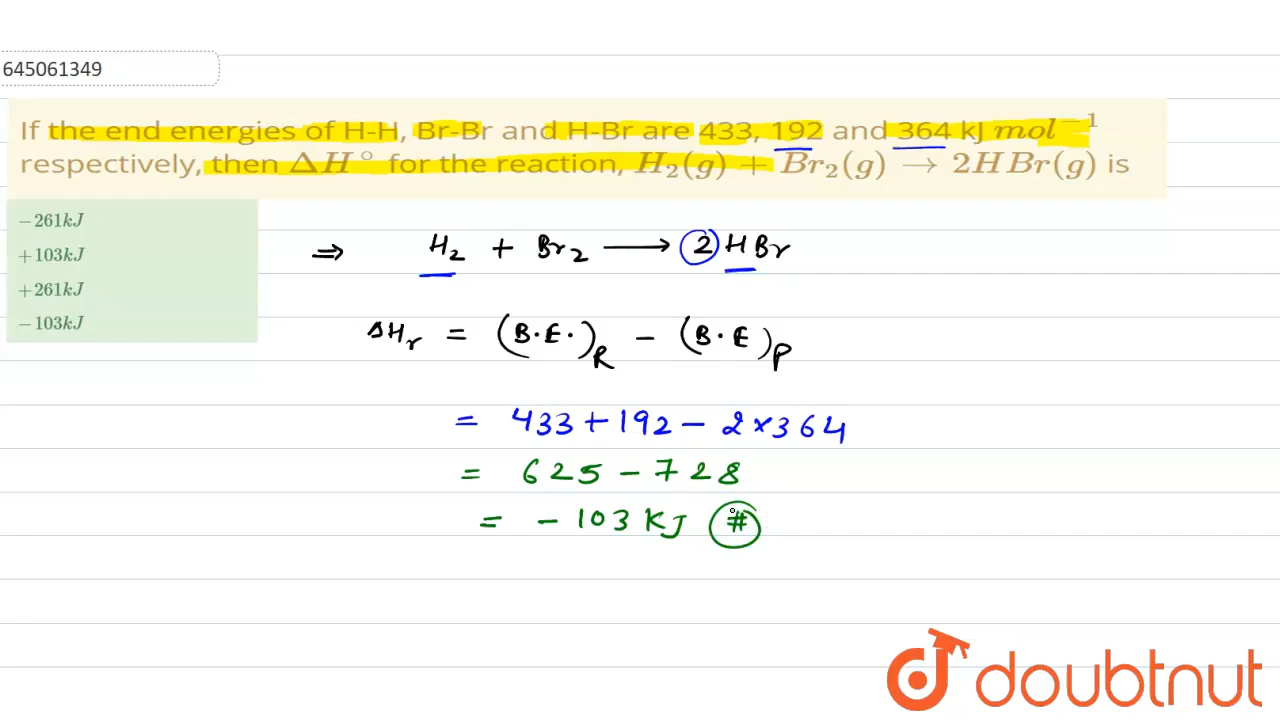 645061349
If the end energies of H-H, Br-Br and H-Br are 433, 192 and 364 kJ mol⁻¹
respectively, then ΔH° for the reaction, H₂(g) + Br₂(g) → 2HBr(g) is
−261kJ
+103kJ
+261kJ
−103kJ
⇒ H₂ + Br₂ ⟶ 2 HBr
ΔHr = (B.E.)R − (B.E)P
= 433 + 192 − 2×364
= 625 − 728
= −103 KJ #
doubtnut